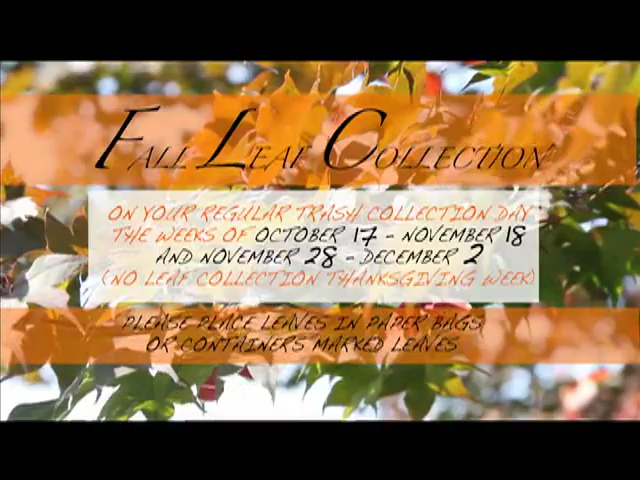 FALL LEAF COLLECTION
ON YOUR REGULAR TRASH COLLECTION DAY
THE WEEKS OF OCTOBER 17 - NOVEMBER 18
AND NOVEMBER 28 - DECEMBER 2
(NO LEAF COLLECTION THANKSGIVING WEEK)
PLEASE PLACE LEAVES IN PAPER BAGS
OR CONTAINERS MARKED LEAVES